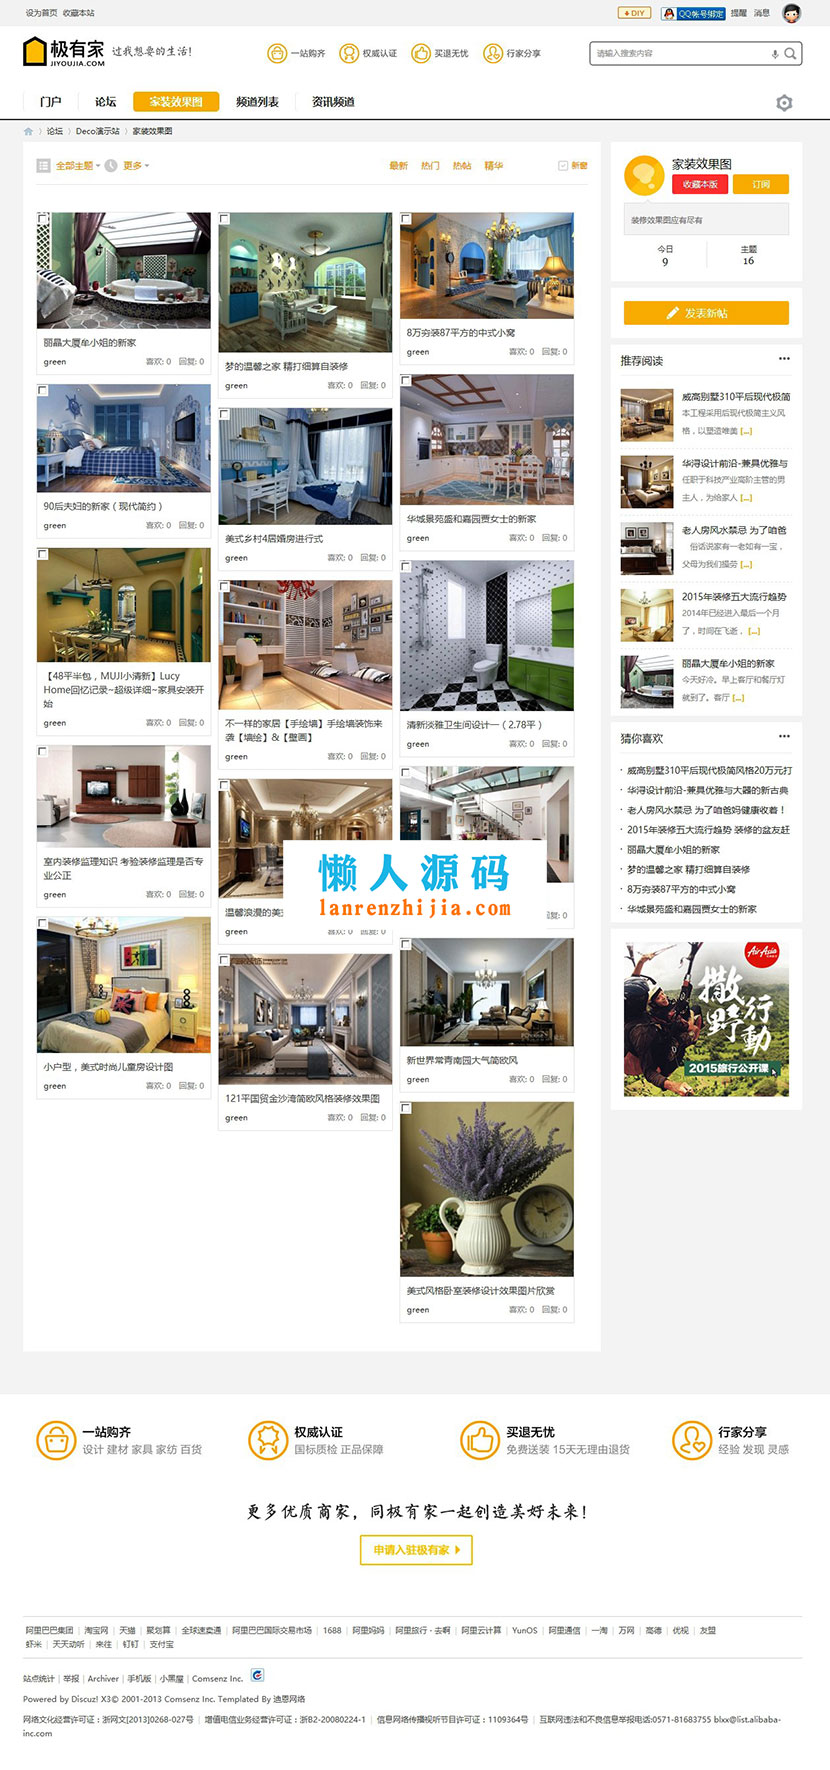 设为首页 收藏本站
+DIY QQ帐号绑定 提醒 消息
极有家 过我想要的生活!
JIYOUJIA.COM
一站购齐 权威认证 买退无忧 行家分享
请输入搜索内容
门户 论坛 家装效果图 频道列表 资讯频道
论坛 Deco演示站 家装效果图
全部主题 更多 最新 热门 热帖 精华 新窗
丽晶大厦牟小姐的新家
green 喜欢: 0 回复: 0
90后夫妇的新家（现代简约）
green 喜欢: 0 回复: 0
【48平半包，MUJI小清新】Lucy
Home回忆记录~超级详细~家具安装开
始
green 喜欢: 0 回复: 0
室内装修监理知识 考验装修监理是否专
业公正
green 喜欢: 0 回复: 0
小户型，美式时尚儿童房设计图
green 喜欢: 0 回复: 0
梦的温馨之家 精打细算自装修
green 喜欢: 0 回复: 0
美式乡村4居婚房进行式
green 喜欢: 0 回复: 0
不一样的家居【手绘墙】手绘墙装饰来
袭【墙绘】&【壁画】
green 喜欢: 0 回复: 0
温馨浪漫的美式
green 喜欢: 0 回复: 0
121平国贸金沙湾简欧风格装修效果图
green 喜欢: 0 回复: 0
8万夯装87平方的中式小窝
green 喜欢: 0 回复: 0
华城景苑盛和嘉园贾女士的新家
green 喜欢: 0 回复: 0
清新淡雅卫生间设计一（2.78平）
green 喜欢: 0 回复: 0
回复: 0
新世界常青南园大气简欧风
green 喜欢: 0 回复: 0
美式风格卧室装修设计效果图片欣赏
green 喜欢: 0 回复: 0
懒人源码
lanrenzhijia.com
家装效果图
收藏本版 订阅
装修效果图应有尽有
今日 主题
9 16
发表新帖
推荐阅读
威高别墅310平后现代极简
本工程采用后现代极简主义风
格，以塑造唯美 [...]
华浔设计前沿-兼具优雅与
任职于科技产业高阶主管的男
主人，为给家人 [...]
老人房风水禁忌 为了咱爸
俗话说家有一老如有一宝，
父母为我们操劳 [...]
2015年装修五大流行趋势
2014年已经进入最后一个月
了，时间在飞逝， [...]
丽晶大厦牟小姐的新家
今天好冷。早上客厅和餐厅灯
就到了。客厅 [...]
猜你喜欢
· 威高别墅310平后现代极简风格20万元打
· 华浔设计前沿-兼具优雅与大器的新古典
· 老人房风水禁忌 为了咱爸妈健康收着！
· 2015年装修五大流行趋势 装修的盆友赶
· 丽晶大厦牟小姐的新家
· 梦的温馨之家 精打细算自装修
· 8万夯装87平方的中式小窝
· 华城景苑盛和嘉园贾女士的新家
AirAsia
撒野行動
2015旅行公开课
一站购齐
设计 建材 家具 家纺 百货
权威认证
国标质检 正品保障
买退无忧
免费送装 15天无理由退货
行家分享
经验 发现 灵感
更多优质商家，同极有家一起创造美好未来！
申请入驻极有家
阿里巴巴集团 | 淘宝网 | 天猫 | 聚划算 | 全球速卖通 | 阿里巴巴国际交易市场 | 1688 | 阿里妈妈 | 阿里旅行 · 去啊 | 阿里云计算 | YunOS | 阿里通信 | 一淘 | 万网 | 高德 | 优视 | 友盟
虾米 | 天天动听 | 来往 | 钉钉 | 支付宝
站点统计 | 举报 | Archiver | 手机版 | 小黑屋 | Comsenz Inc.
Powered by Discuz! X3© 2001-2013 Comsenz Inc. Templated By 迪恩网络
网络文化经营许可证：浙网文[2013]0268-027号 | 增值电信业务经营许可证：浙B2-20080224-1 | 信息网络传播视听节目许可证：1109364号 | 互联网违法和不良信息举报电话:0571-81683755 blxx@list.alibaba-
inc.com